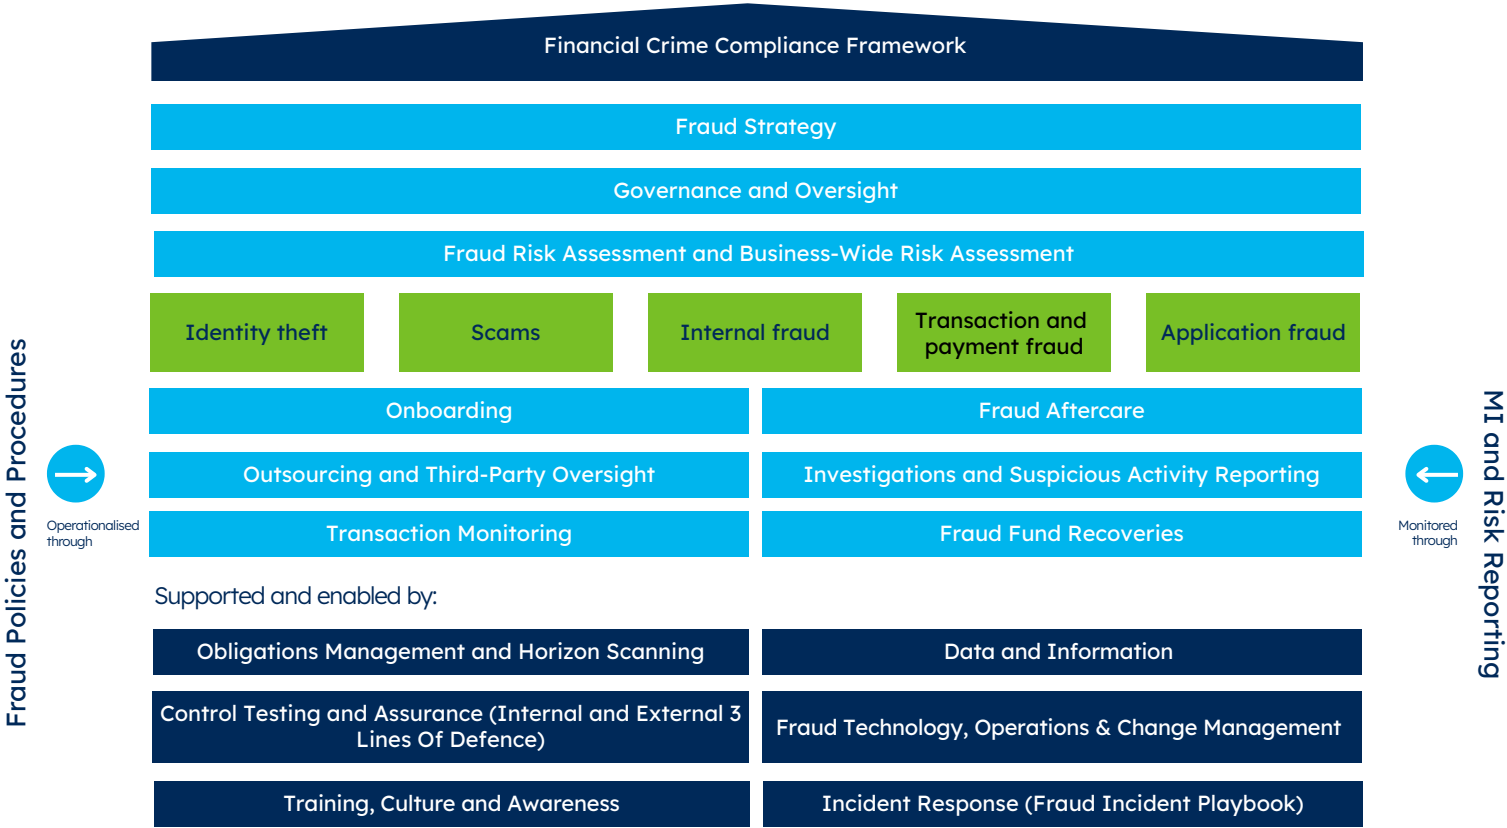 Financial Crime Compliance Framework
Fraud Strategy
Governance and Oversight
Fraud Risk Assessment and Business-Wide Risk Assessment
Identity theft
Scams
Internal fraud
Transaction and
payment fraud
Application fraud
Onboarding
Fraud Aftercare
Outsourcing and Third-Party Oversight
Investigations and Suspicious Activity Reporting
Transaction Monitoring
Fraud Fund Recoveries
Fraud Policies and Procedures
Operationalised
through
MI and Risk Reporting
Monitored
through
Supported and enabled by:
Obligations Management and Horizon Scanning
Data and Information
Control Testing and Assurance (Internal and External 3
Lines Of Defence)
Fraud Technology, Operations & Change Management
Training, Culture and Awareness
Incident Response (Fraud Incident Playbook)